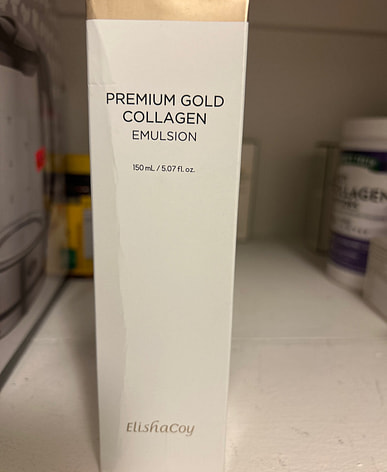 PREMIUM GOLD
COLLAGEN
EMULSION
150 mL / 5.07 fl. oz.
ElishaCoy